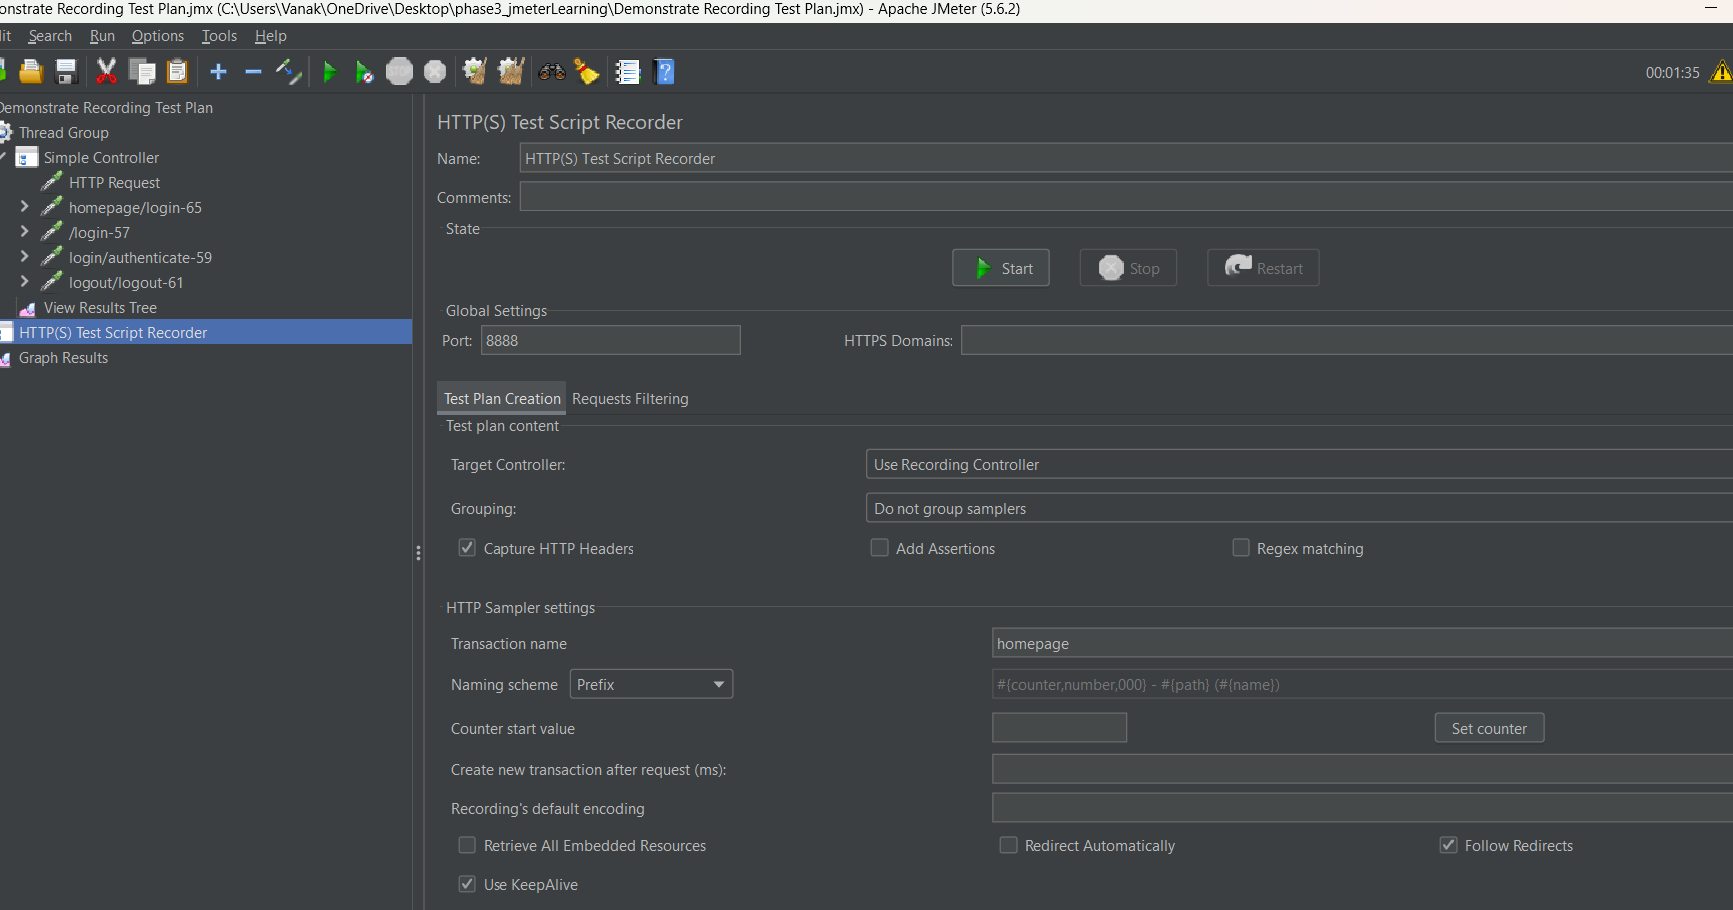 onstrate Recording Test Plan.jmx (C:\Users\Vanak\OneDrive\Desktop\phase3_jmeterLearning\Demonstrate Recording Test Plan.jmx) - Apache JMeter (5.6.2)
lit Search Run Options Tools Help
STOP
00:01:35
Demonstrate Recording Test Plan
Thread Group
Simple Controller
HTTP Request
homepage/login-65
/login-57
login/authenticate-59
logout/logout-61
View Results Tree
HTTP(S) Test Script Recorder
Graph Results
HTTP(S) Test Script Recorder
Name: HTTP(S) Test Script Recorder
Comments:
State
Start Stop Restart
Global Settings
Port: 8888 HTTPS Domains:
Test Plan Creation Requests Filtering
Test plan content
Target Controller: Use Recording Controller
Grouping: Do not group samplers
Capture HTTP Headers Add Assertions Regex matching
HTTP Sampler settings
Transaction name homepage
Naming scheme Prefix #{counter,number,000} - #{path} (#{name})
Counter start value Set counter
Create new transaction after request (ms):
Recording's default encoding
Retrieve All Embedded Resources Redirect Automatically Follow Redirects
Use KeepAlive